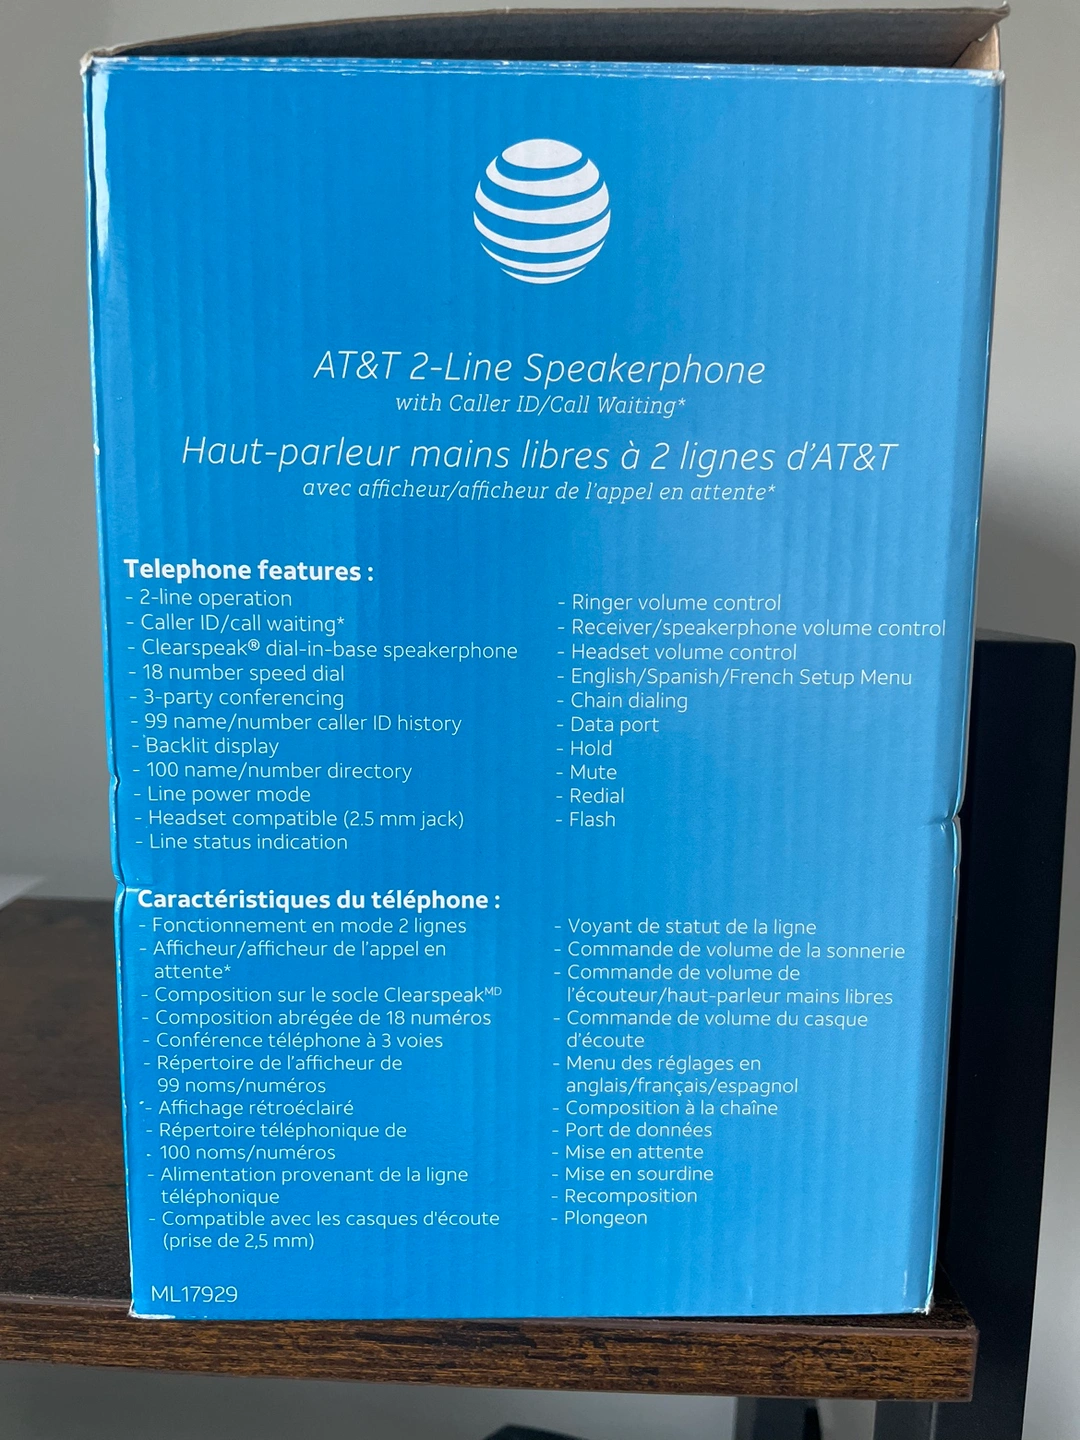 AT&T 2-Line Speakerphone
with Caller ID/Call Waiting*
Haut-parleur mains libres à 2 lignes d'AT&T
avec afficheur/afficheur de l'appel en attente*
Telephone features :
- 2-line operation
- Caller ID/call waiting*
- Clearspeak® dial-in-base speakerphone
- 18 number speed dial
- 3-party conferencing
- 99 name/number caller ID history
- Backlit display
- 100 name/number directory
- Line power mode
- Headset compatible (2.5 mm jack)
- Line status indication
- Ringer volume control
- Receiver/speakerphone volume control
- Headset volume control
- English/Spanish/French Setup Menu
- Chain dialing
- Data port
- Hold
- Mute
- Redial
- Flash
Caractéristiques du téléphone :
- Fonctionnement en mode 2 lignes
- Afficheur/afficheur de l'appel en
attente*
- Composition sur le socle Clearspeak^MD
- Composition abrégée de 18 numéros
- Conférence téléphone à 3 voies
- Répertoire de l'afficheur de
99 noms/numéros
- Affichage rétroéclairé
- Répertoire téléphonique de
100 noms/numéros
- Alimentation provenant de la ligne
téléphonique
- Compatible avec les casques d'écoute
(prise de 2,5 mm)
- Voyant de statut de la ligne
- Commande de volume de la sonnerie
- Commande de volume de
l'écouteur/haut-parleur mains libres
- Commande de volume du casque
d'écoute
- Menu des réglages en
anglais/français/espagnol
- Composition à la chaîne
- Port de données
- Mise en attente
- Mise en sourdine
- Recomposition
- Plongeon
ML17929